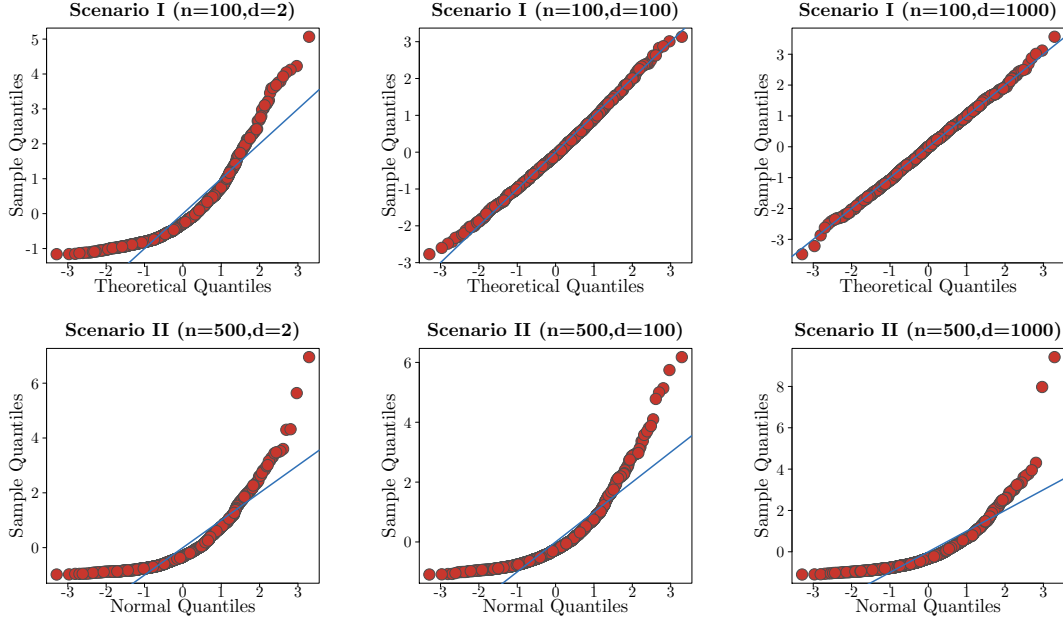 Scenario I (n=100,d=2)
Scenario I (n=100,d=100)
Scenario I (n=100,d=1000)
Sample Quantiles
5
4
3
2
1
0
-1
-3 -2 -1 0 1 2 3
Theoretical Quantiles
Sample Quantiles
3
2
1
0
-1
-2
-3
-3 -2 -1 0 1 2 3
Theoretical Quantiles
Sample Quantiles
3
2
1
0
-1
-2
-3
-3 -2 -1 0 1 2 3
Theoretical Quantiles
Scenario II (n=500,d=2)
Scenario II (n=500,d=100)
Scenario II (n=500,d=1000)
Sample Quantiles
6
4
2
0
-3 -2 -1 0 1 2 3
Normal Quantiles
Sample Quantiles
6
4
2
0
-3 -2 -1 0 1 2 3
Normal Quantiles
Sample Quantiles
8
6
4
2
0
-3 -2 -1 0 1 2 3
Normal Quantiles